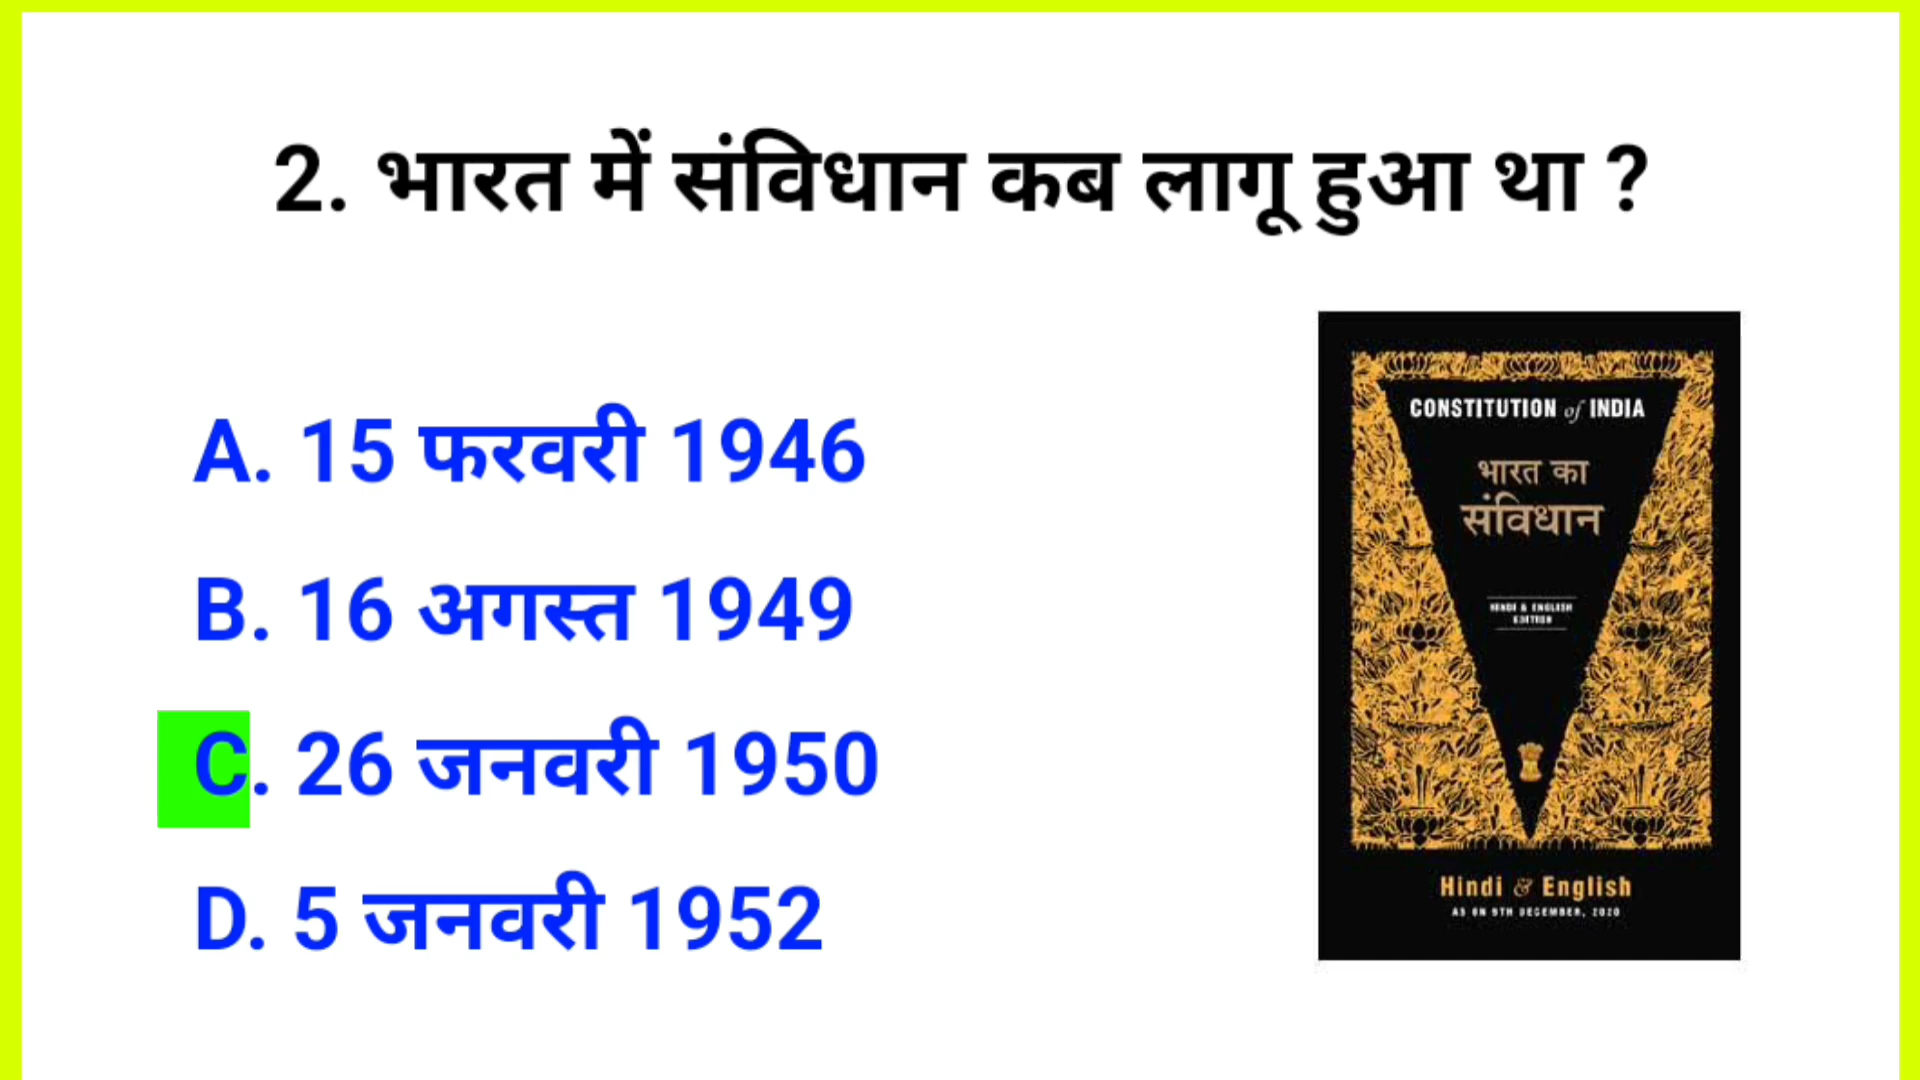 2. भारत में संविधान कब लागू हुआ था ?
A. 15 फरवरी 1946
B. 16 अगस्त 1949
C. 26 जनवरी 1950
D. 5 जनवरी 1952
CONSTITUTION of INDIA
भारत का
संविधान
HINDI & ENGLISH
EDITION
Hindi & English
AS ON 9TH DECEMBER, 2020